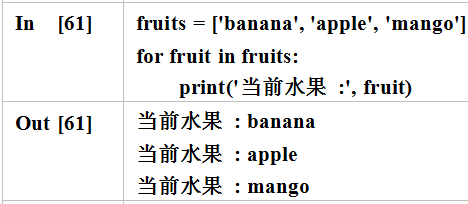 In [61] fruits = ['banana', 'apple', 'mango']
for fruit in fruits:
print('当前水果 :', fruit)
Out [61] 当前水果 : banana
当前水果 : apple
当前水果 : mango